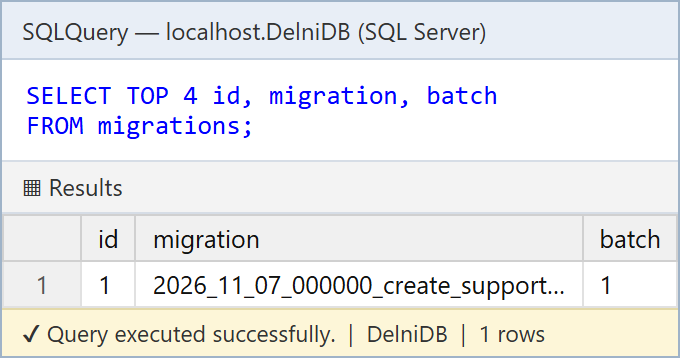 SQLQuery — localhost.DelniDB (SQL Server)
SELECT TOP 4 id, migration, batch
FROM migrations;
▦ Results
id migration batch
1 1 2026_11_07_000000_create_support... 1
✔ Query executed successfully. | DelniDB | 1 rows